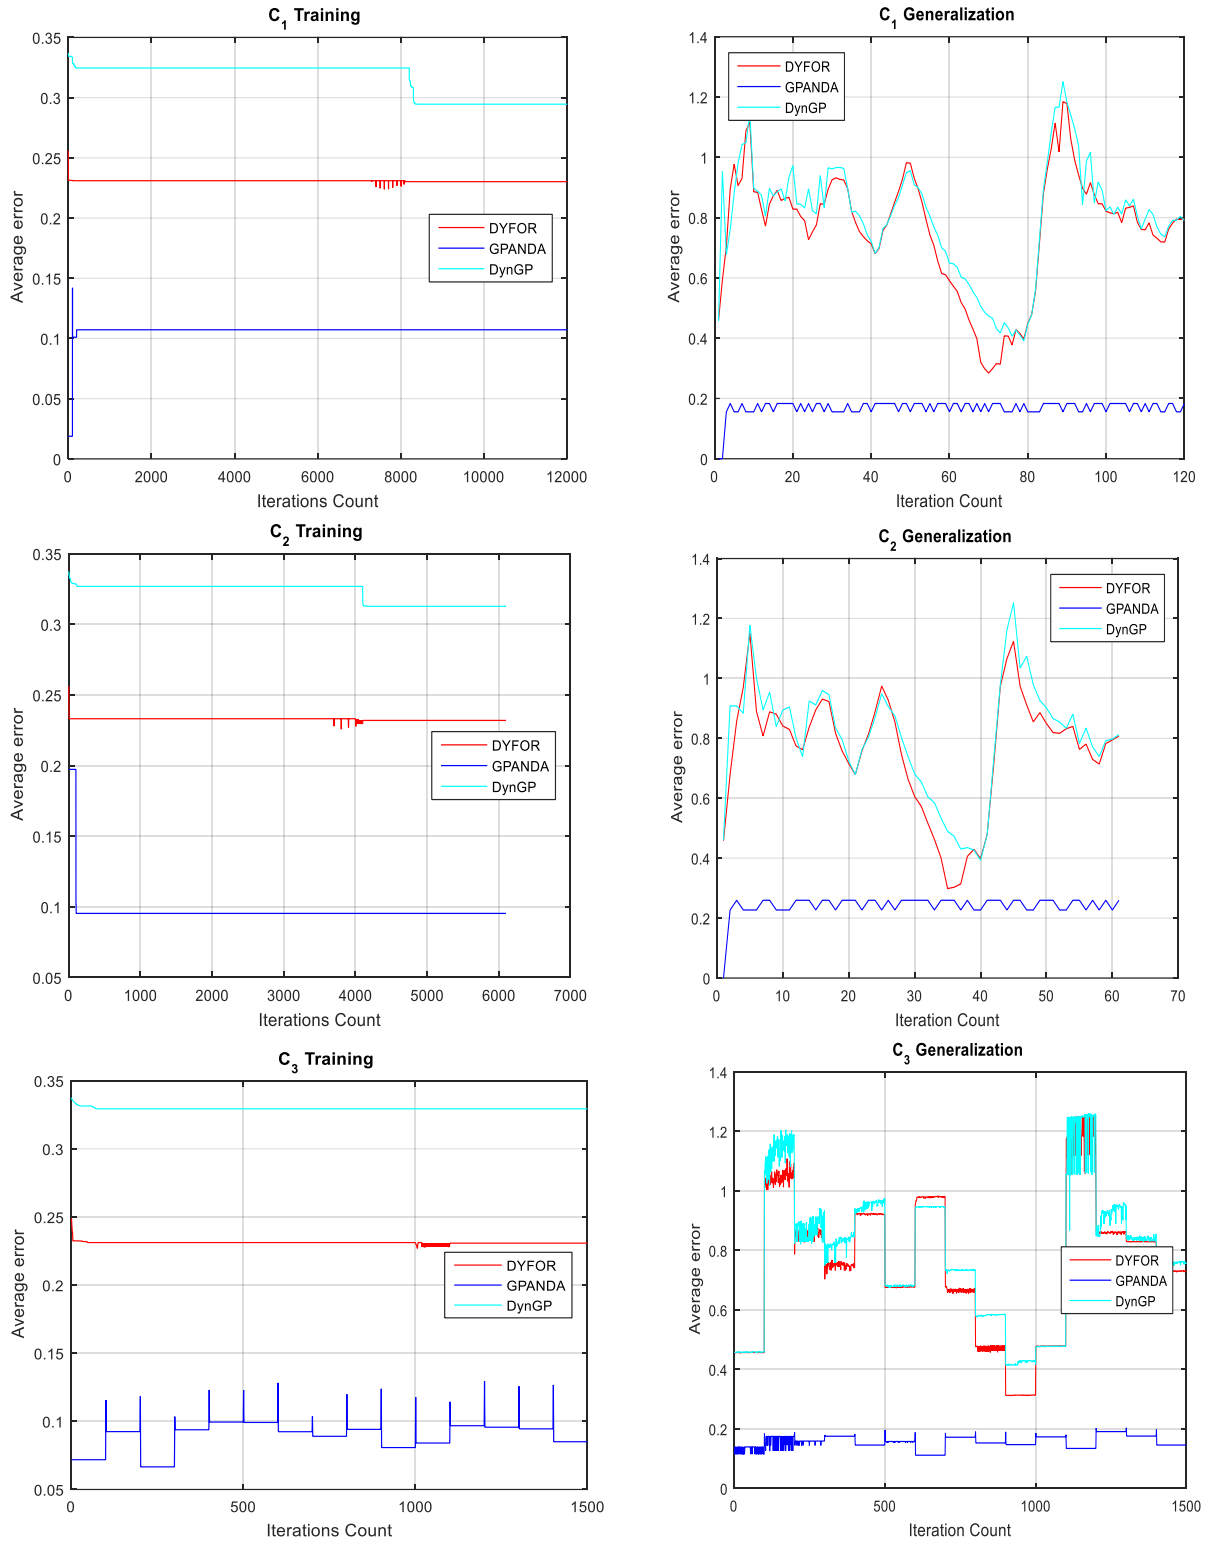 C1 Training
0.35
0.3
0.25
0.2
0.15
0.1
0.05
0
Average error
DYFOR
GPANDA
DynGP
0 2000 4000 6000 8000 10000 12000
Iterations Count
C1 Generalization
1.4
1.2
1
0.8
0.6
0.4
0.2
0
Average error
DYFOR
GPANDA
DynGP
0 20 40 60 80 100 120
Iteration Count
C2 Training
0.35
0.3
0.25
0.2
0.15
0.1
0.05
Average error
DYFOR
GPANDA
DynGP
0 1000 2000 3000 4000 5000 6000 7000
Iterations Count
C2 Generalization
1.4
1.2
1
0.8
0.6
0.4
0.2
0
Average error
DYFOR
GPANDA
DynGP
0 10 20 30 40 50 60 70
Iteration Count
C3 Training
0.35
0.3
0.25
0.2
0.15
0.1
0.05
Average error
DYFOR
GPANDA
DynGP
0 500 1000 1500
Iterations Count
C3 Generalization
1.4
1.2
1
0.8
0.6
0.4
0.2
0
Average error
DYFOR
GPANDA
DynGP
0 500 1000 1500
Iteration Count